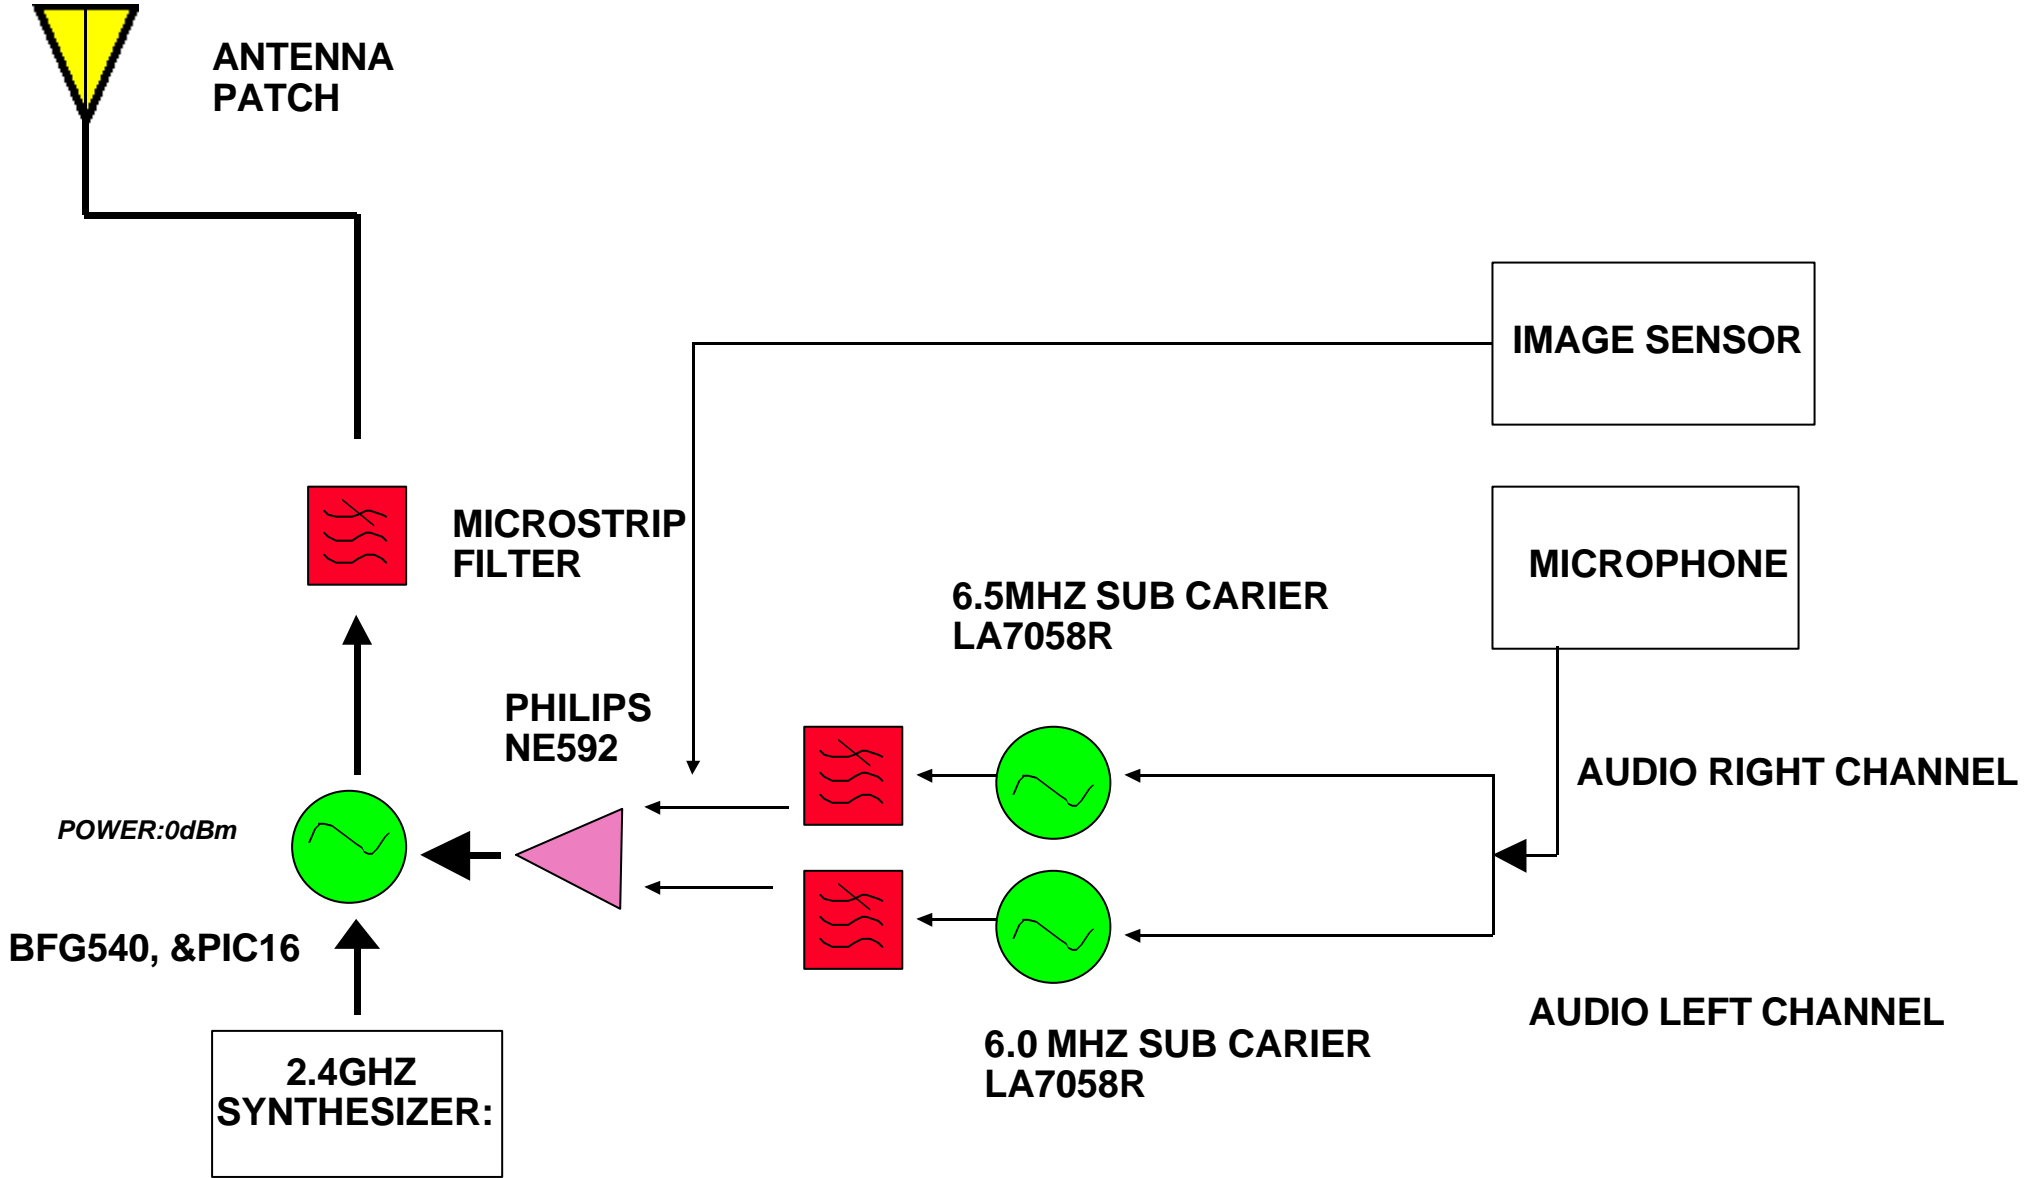 ANTENNA
PATCH
IMAGE SENSOR
MICROSTRIP
FILTER
MICROPHONE
6.5MHZ SUB CARIER
LA7058R
PHILIPS
NE592
AUDIO RIGHT CHANNEL
POWER:0dBm
BFG540, &PIC16
AUDIO LEFT CHANNEL
6.0 MHZ SUB CARIER
LA7058R
2.4GHZ
SYNTHESIZER: